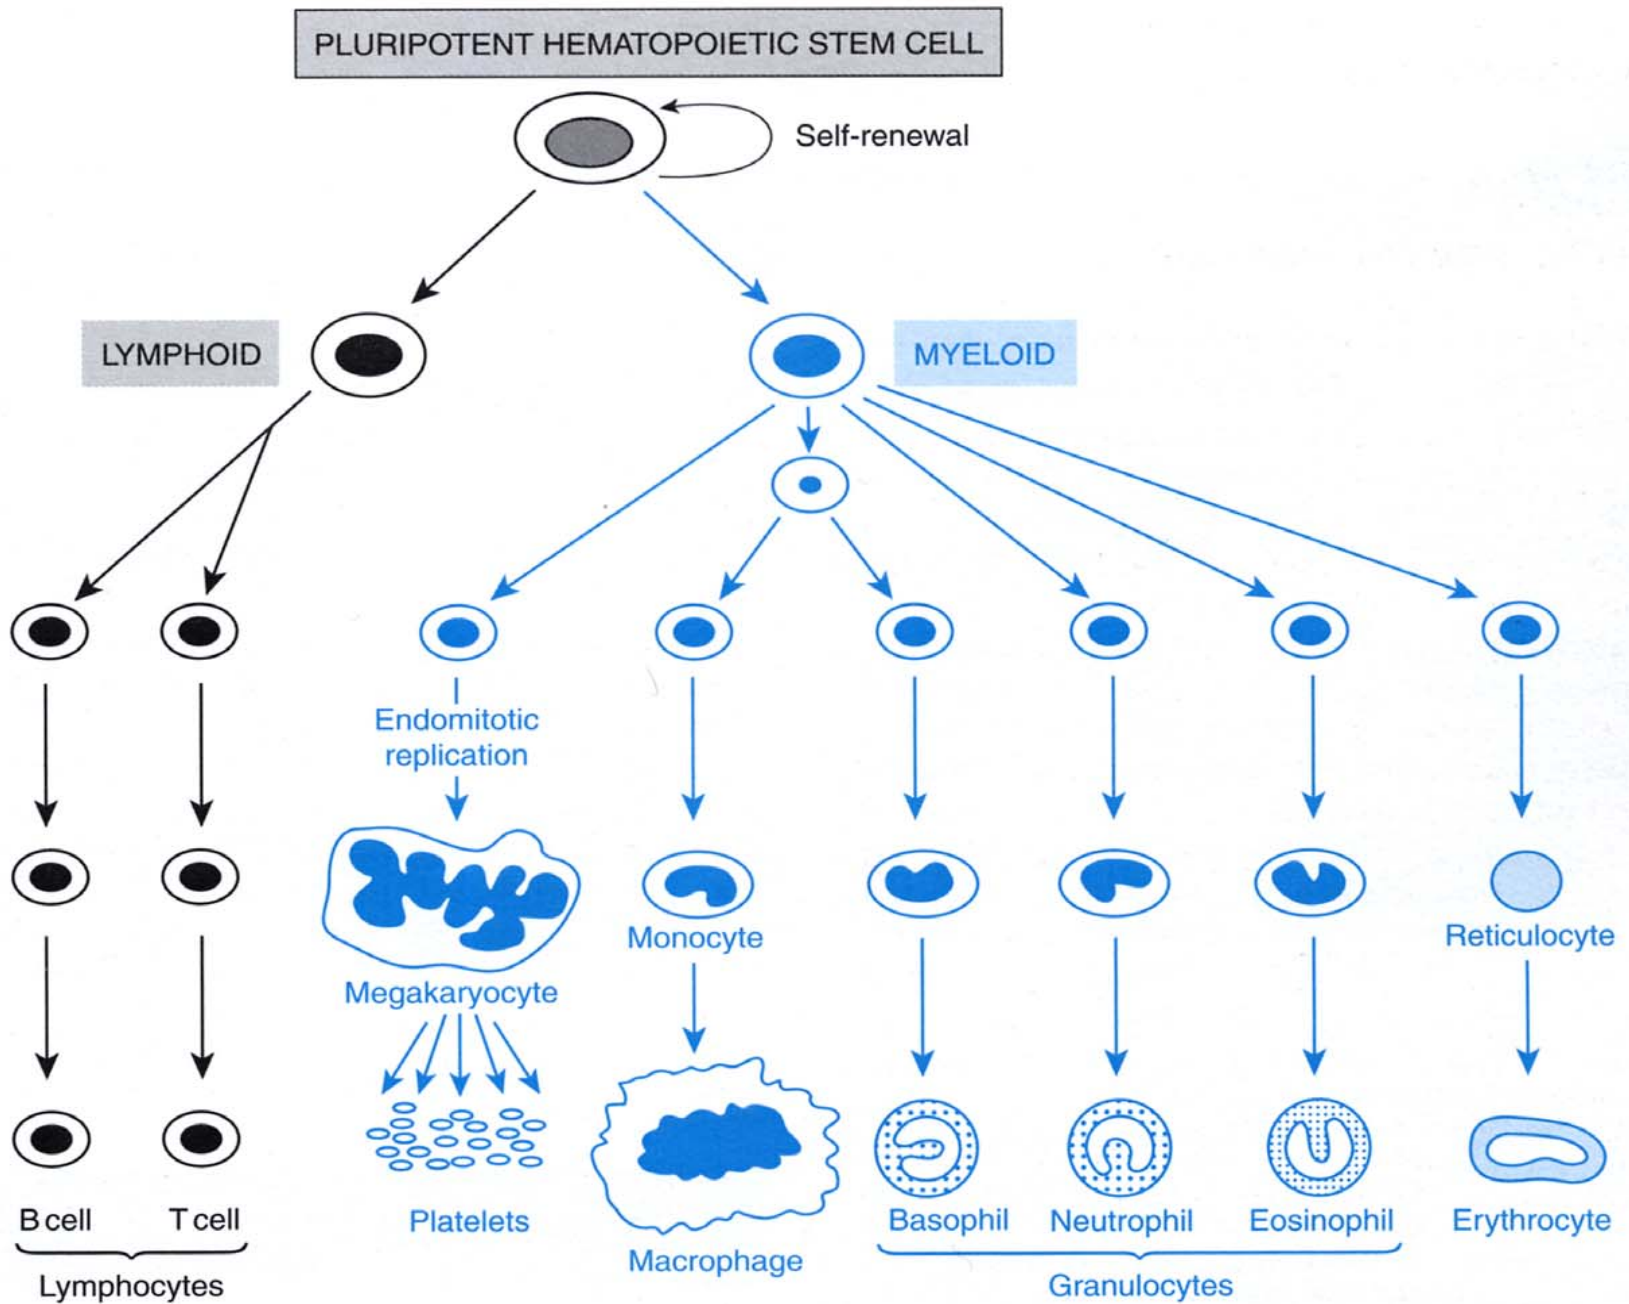 PLURIPOTENT HEMATOPOIETIC STEM CELL
Self-renewal
LYMPHOID
MYELOID
Endomitotic
replication
Monocyte
Reticulocyte
Megakaryocyte
B cell
T cell
Platelets
Macrophage
Basophil
Neutrophil
Eosinophil
Erythrocyte
Lymphocytes
Granulocytes